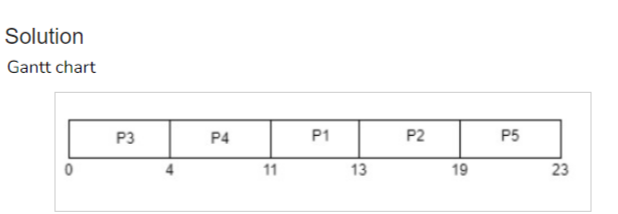 Solution
Gantt chart
P3 P4 P1 P2 P5
0 4 11 13 19 23